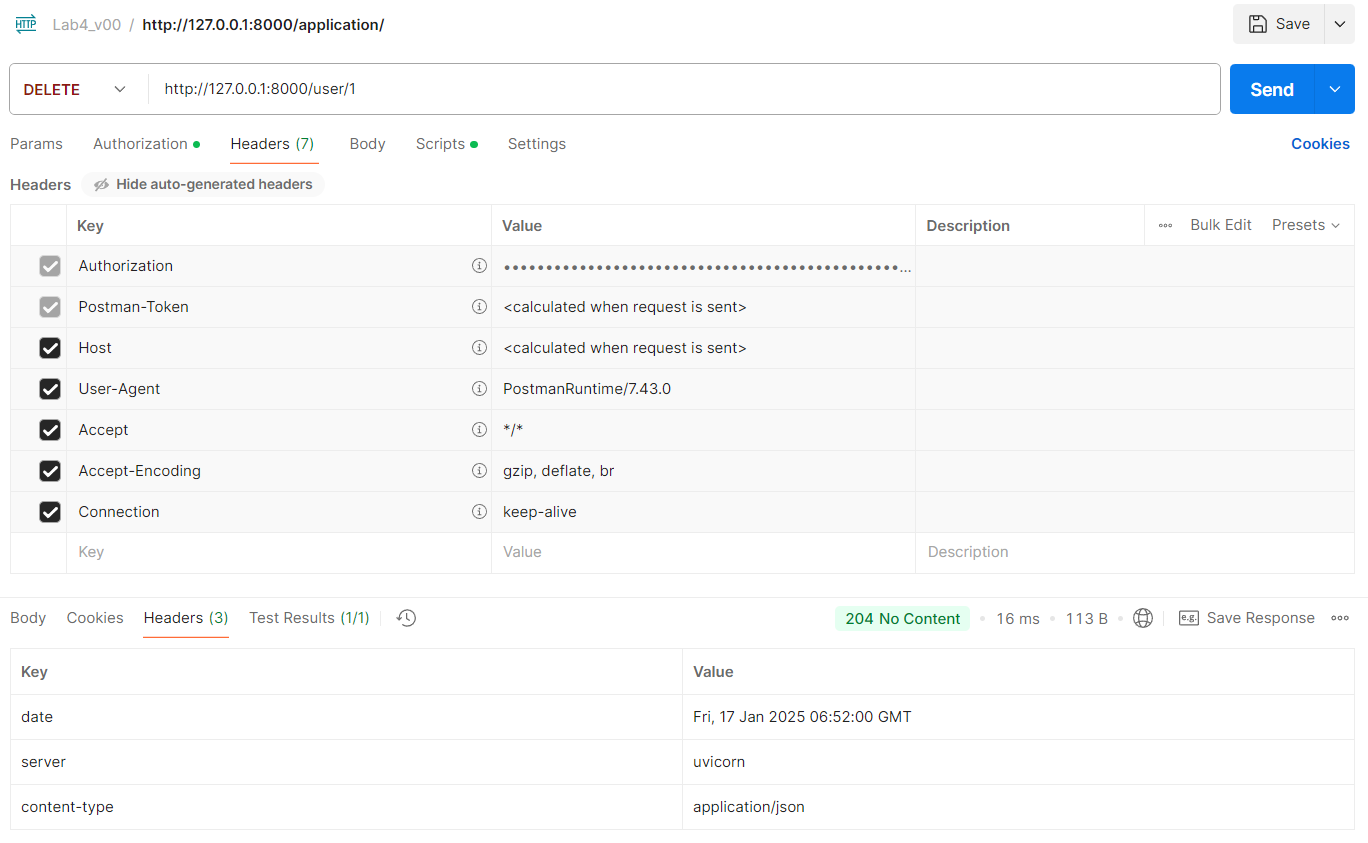 HTTP Lab4_v00 / http://127.0.0.1:8000/application/ Save
DELETE http://127.0.0.1:8000/user/1 Send
Params Authorization Headers (7) Body Scripts Settings Cookies
Headers Hide auto-generated headers
Key Value Description Bulk Edit Presets
Authorization ••••••••••••••••••••••••••••••••••••••••••••••••...
Postman-Token <calculated when request is sent>
Host <calculated when request is sent>
User-Agent PostmanRuntime/7.43.0
Accept */*
Accept-Encoding gzip, deflate, br
Connection keep-alive
Key Value Description
Body Cookies Headers (3) Test Results (1/1) 204 No Content • 16 ms • 113 B • e.g. Save Response
Key Value
date Fri, 17 Jan 2025 06:52:00 GMT
server uvicorn
content-type application/json